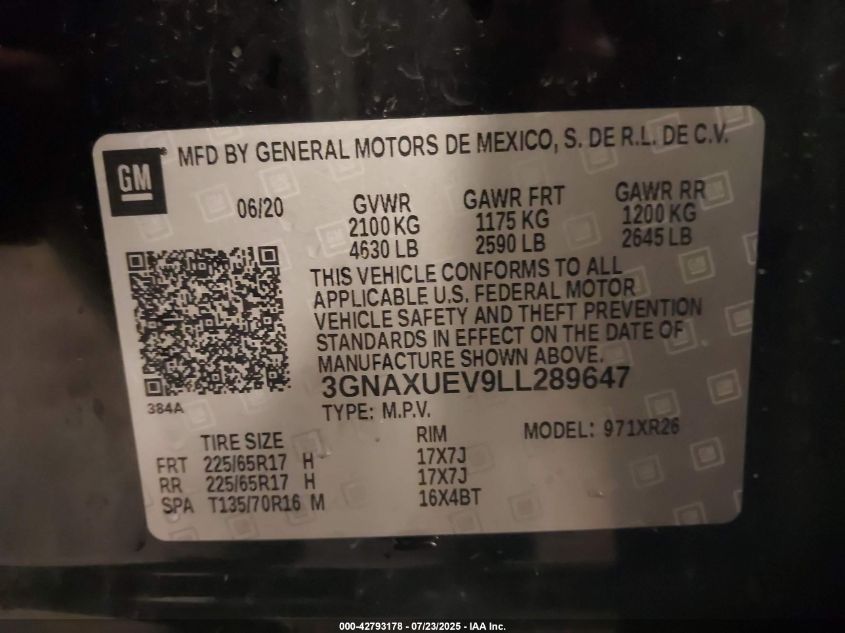 GM
MFD BY GENERAL MOTORS DE MEXICO, S. DE R.L. DE C.V.
06/20
GVWR
2100 KG
4630 LB
GAWR FRT
1175 KG
2590 LB
GAWR RR
1200 KG
2645 LB
THIS VEHICLE CONFORMS TO ALL
APPLICABLE U.S. FEDERAL MOTOR
VEHICLE SAFETY AND THEFT PREVENTION
STANDARDS IN EFFECT ON THE DATE OF
MANUFACTURE SHOWN ABOVE.
3GNAXUEV9LL289647
384A
TYPE: M.P.V.
TIRE SIZE RIM MODEL: 971XR26
FRT 225/65R17 H 17X7J
RR 225/65R17 H 17X7J
SPA T135/70R16 M 16X4BT
000-42793178 - 07/23/2025 - IAA Inc.